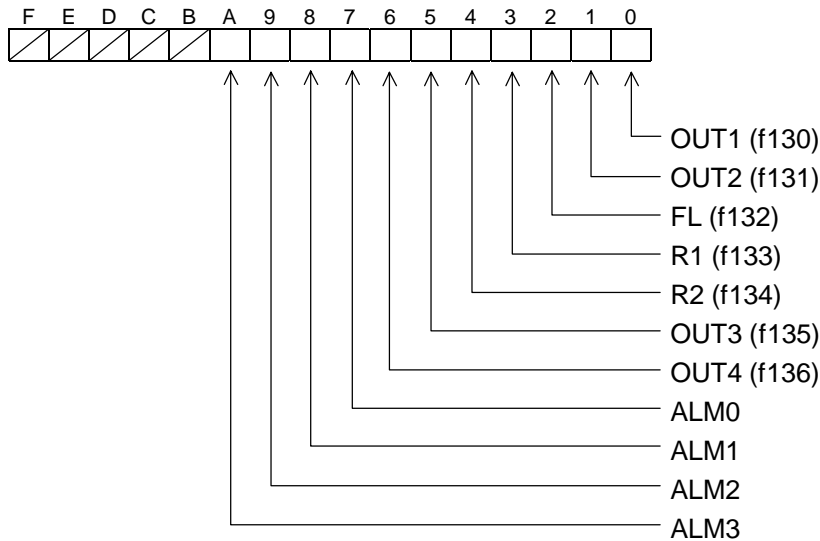 F E D C B A 9 8 7 6 5 4 3 2 1 0
OUT1 (f130)
OUT2 (f131)
FL (f132)
R1 (f133)
R2 (f134)
OUT3 (f135)
OUT4 (f136)
ALM0
ALM1
ALM2
ALM3